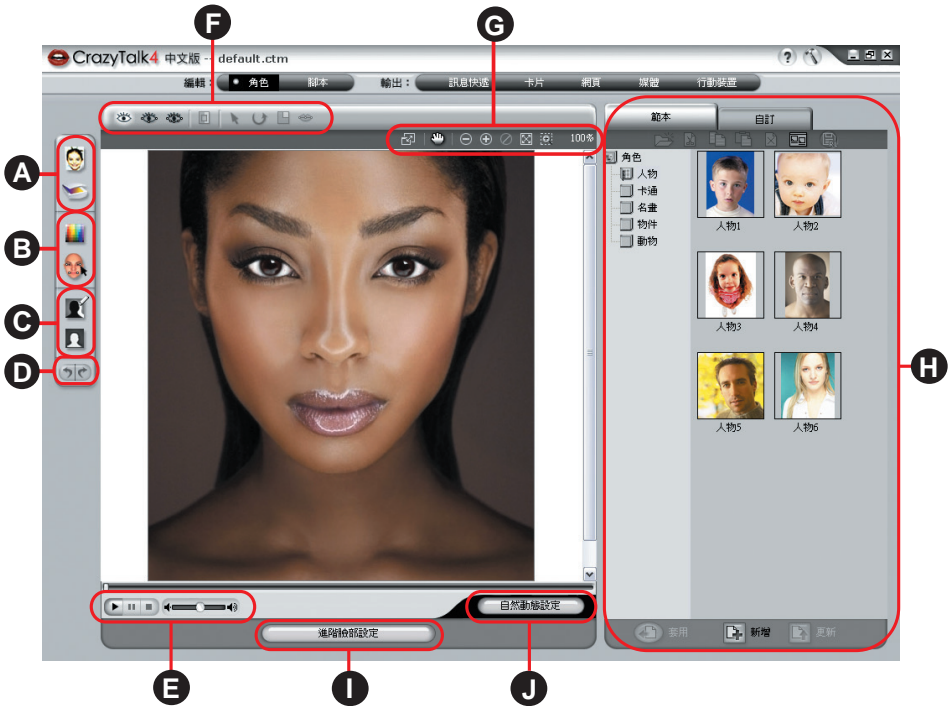 F
G
CrazyTalk4 中文版 -- default.ctm
編輯： 角色 腳本 輸出： 訊息快遞 卡片 網頁 媒體 行動裝置
範本 自訂
100%
A
角色
人物
卡通
名畫
物件
動物
人物1 人物2
B
C
人物3 人物4
D
H
人物5 人物6
自然動態設定
進階臉部設定
套用 新增 更新
E
I
J